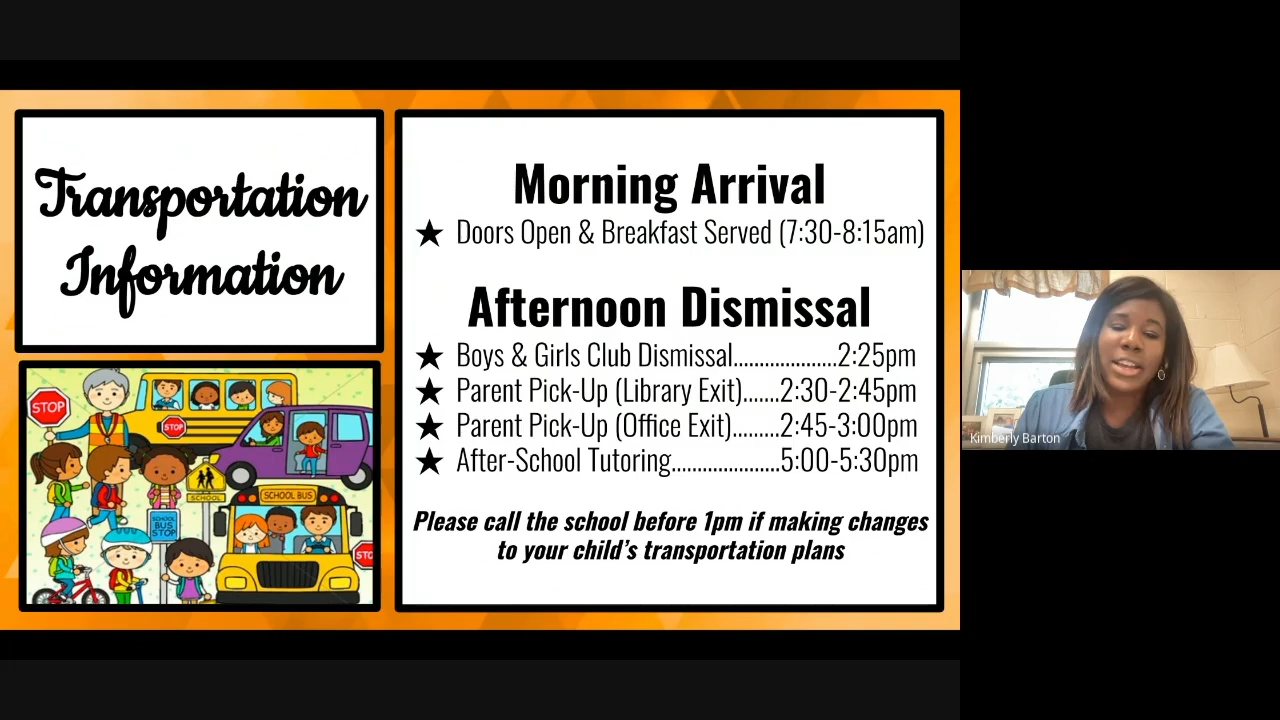 Transportation
Information
Morning Arrival
★ Doors Open & Breakfast Served (7:30-8:15am)
Afternoon Dismissal
★ Boys & Girls Club Dismissal....................2:25pm
★ Parent Pick-Up (Library Exit).......2:30-2:45pm
★ Parent Pick-Up (Office Exit).........2:45-3:00pm
★ After-School Tutoring.....................5:00-5:30pm
Please call the school before 1pm if making changes
to your child's transportation plans
STOP
STOP
SCHOOL
SCHOOL BUS
SCHOOL
BUS
STOP
STOP
Kimberly Barton